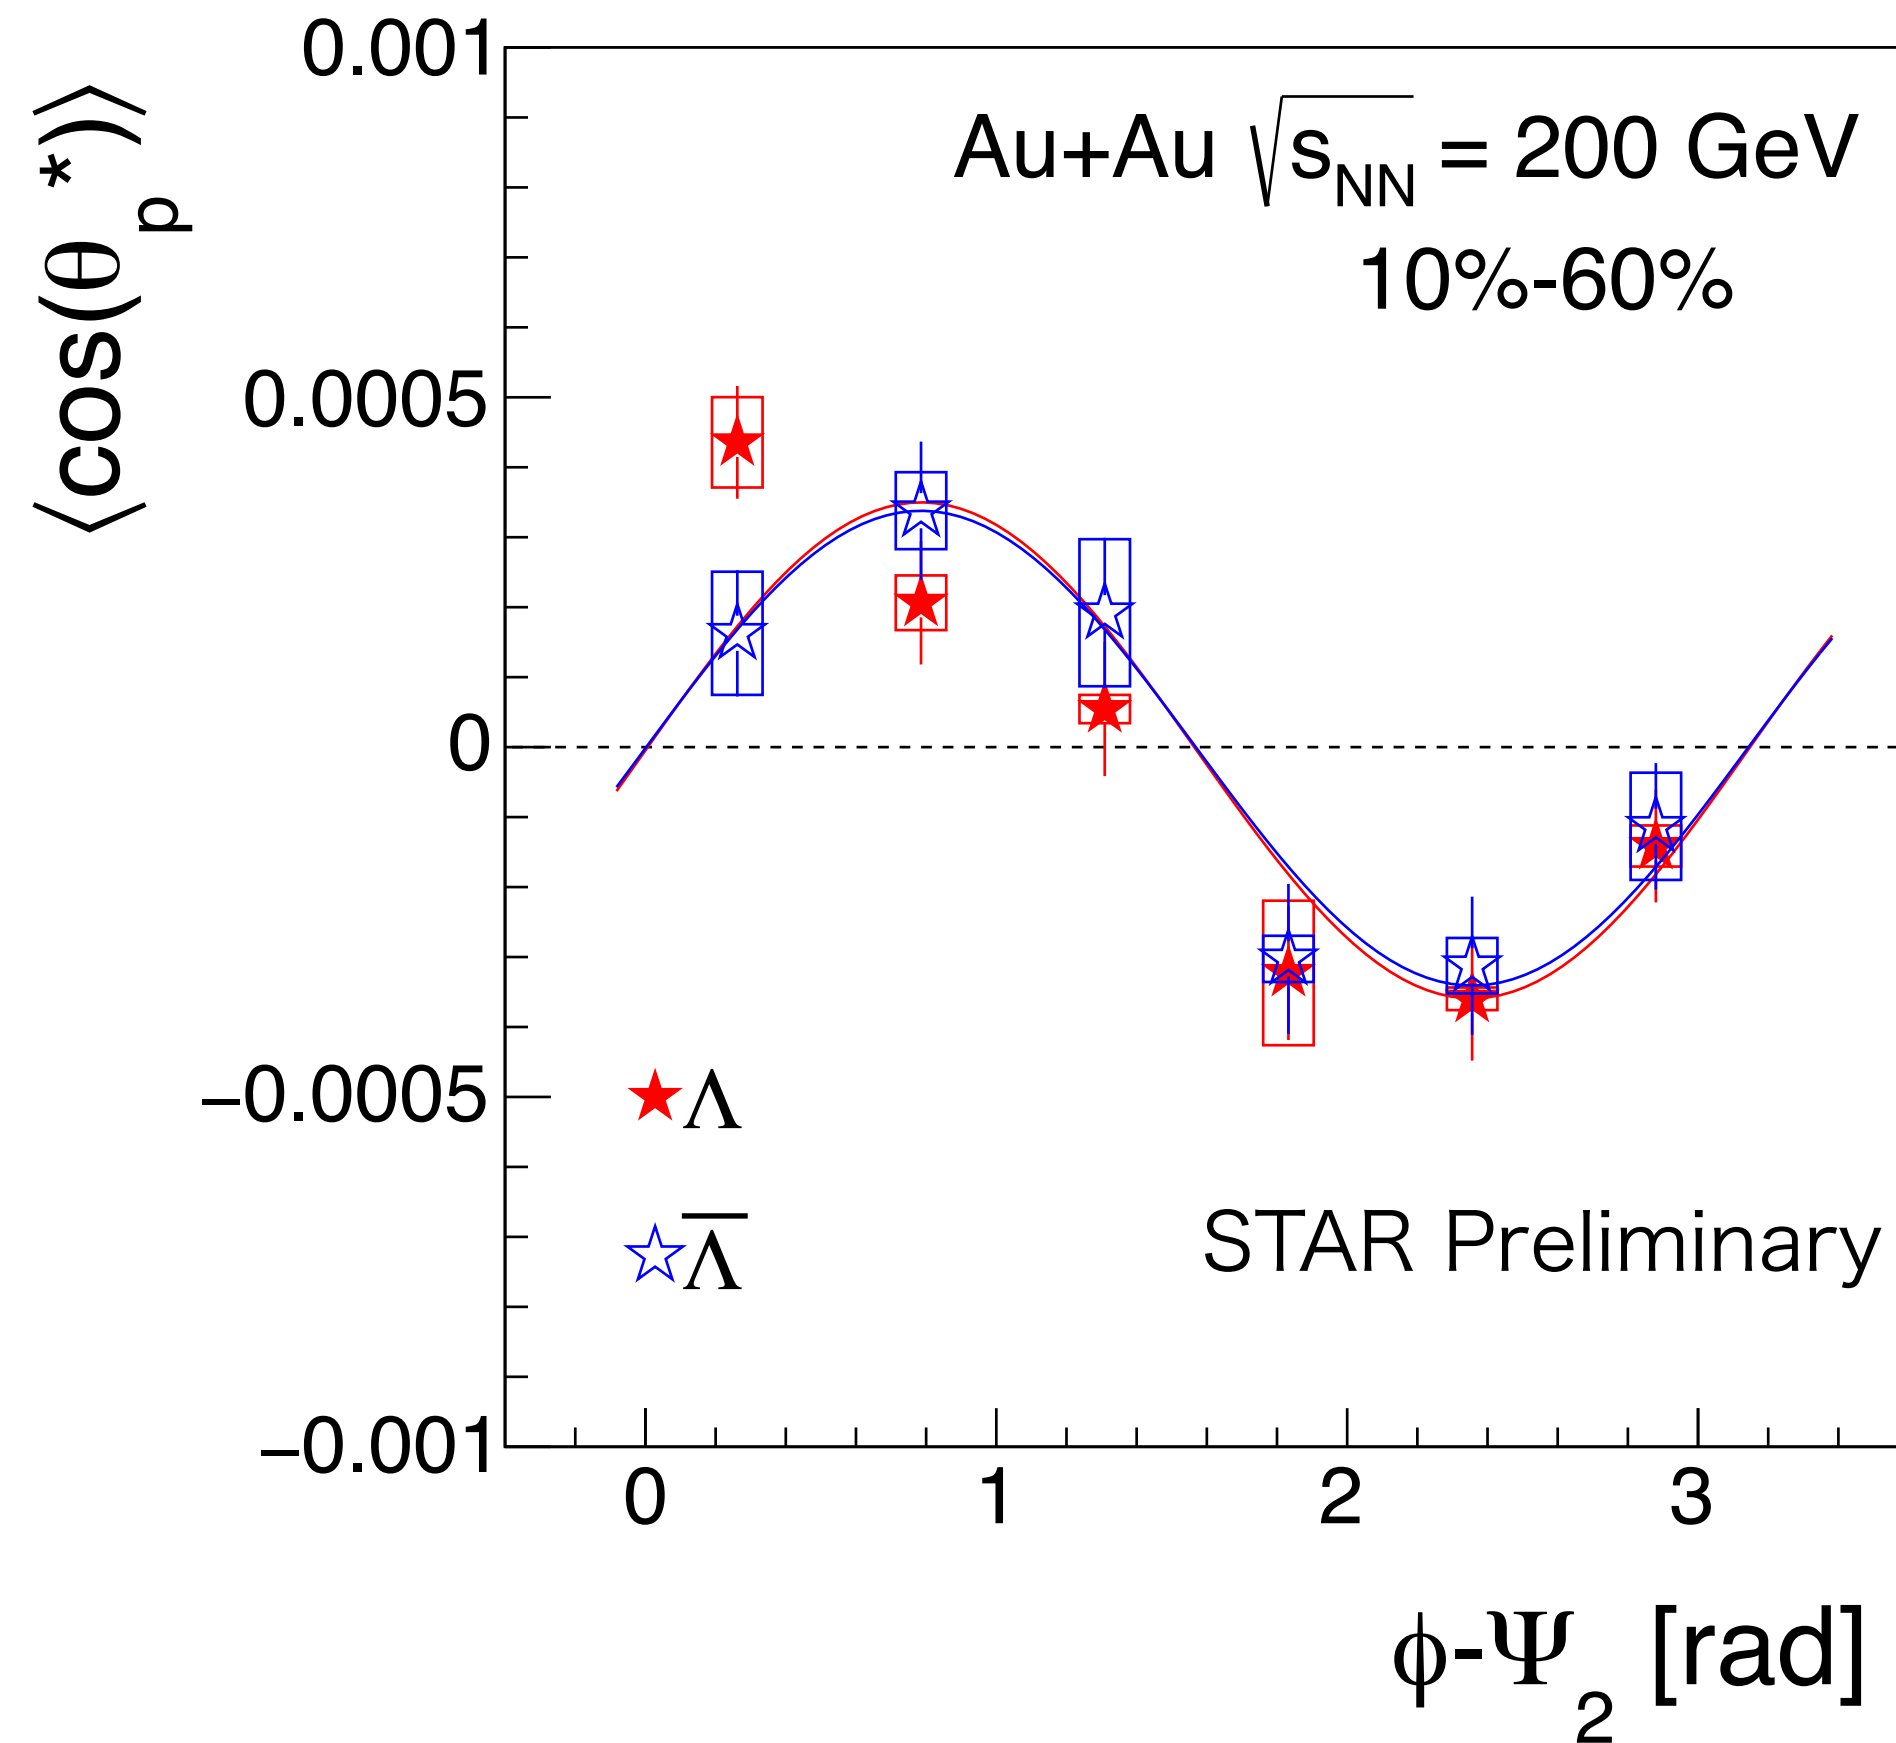 0.001
⟨cos(θp*)⟩
Au+Au √sNN = 200 GeV
10%-60%
0.0005
0
−0.0005
Λ
Λ̅
STAR Preliminary
−0.001
0 1 2 3
ϕ-Ψ2 [rad]